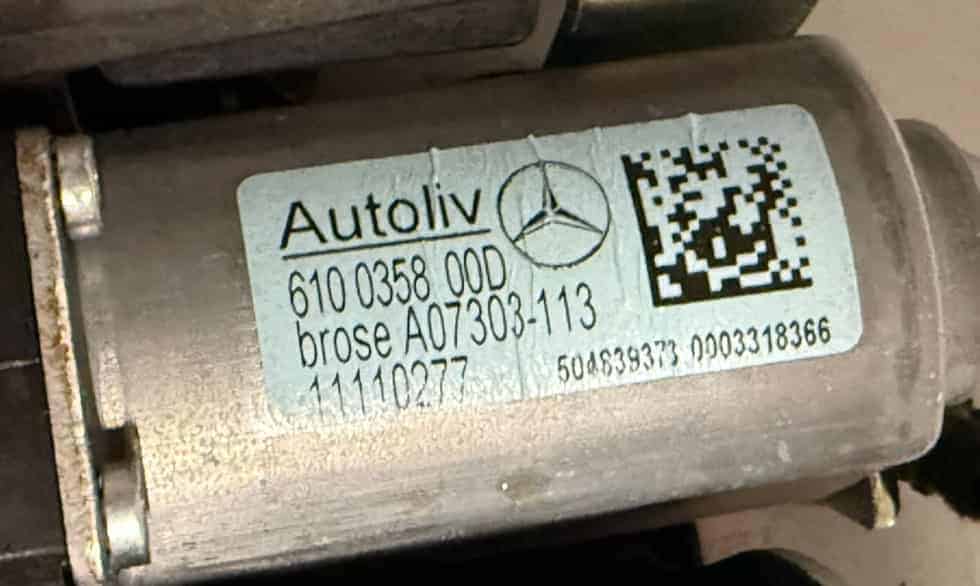 Autoliv
610 0358 00D
brose A07303-113
11110277
504839373 0003318366